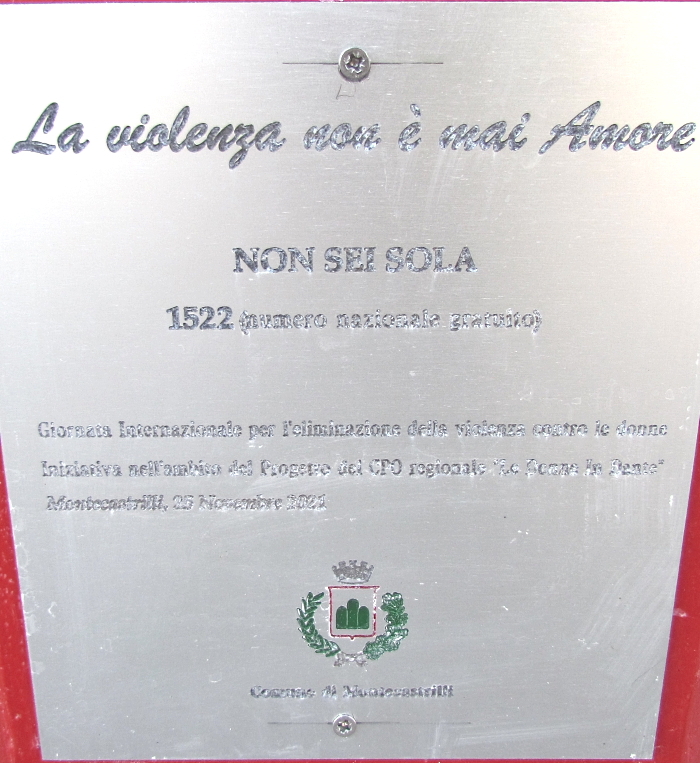 La violenza non è mai Amore
NON SEI SOLA
1522 (numero nazionale gratuito)
Giornata Internazionale per l'eliminazione della violenza contro le donne
Iniziativa nell'ambito del Progetto del CPO regionale "Le Donne In Dante"
Montecastrilli, 25 Novembre 2021
Comune di Montecastrilli